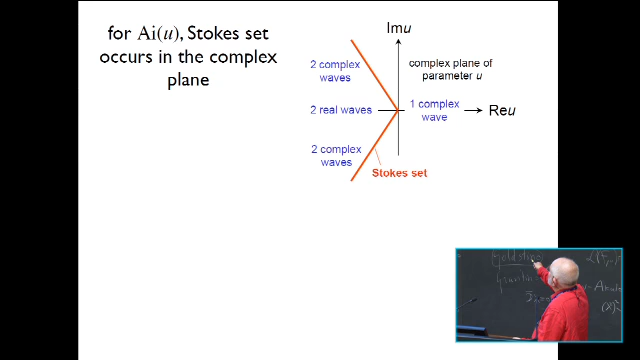 for Ai(u), Stokes set
occurs in the complex
plane
Imu
2 complex
waves
complex plane of
parameter u
2 real waves
1 complex
wave
Reu
2 complex
waves
Stokes set